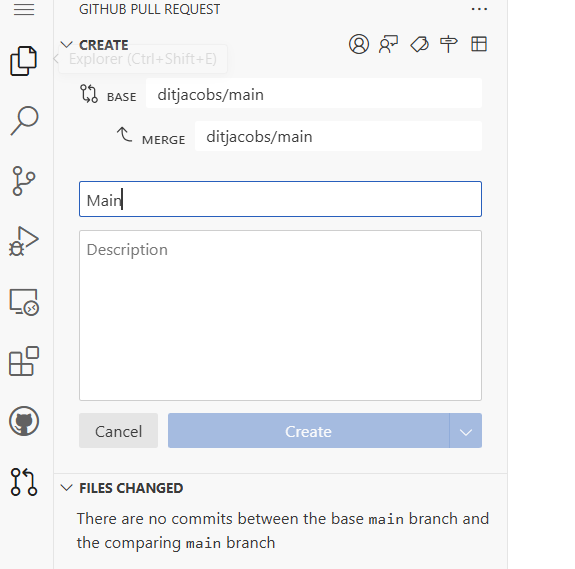 GITHUB PULL REQUEST
CREATE
Explorer (Ctrl+Shift+E)
BASE ditjacobs/main
MERGE ditjacobs/main
Main
Description
Cancel Create
FILES CHANGED
There are no commits between the base main branch and
the comparing main branch